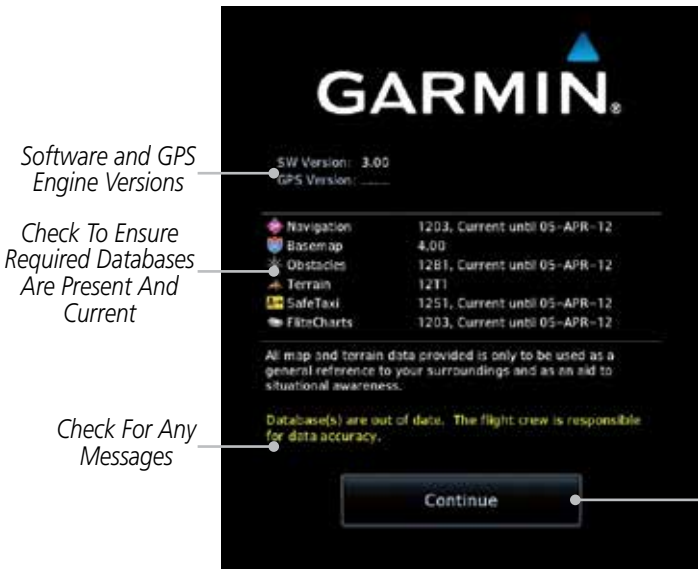 GARMIN®
Software and GPS
Engine Versions
SW Version: 3.00
GPS Version: __
Check To Ensure
Required Databases
Are Present And
Current
Navigation 1203, Current until 05-APR-12
Basemap 4.00
Obstacles 12B1, Current until 05-APR-12
Terrain 12T1
SafeTaxi 12S1, Current until 05-APR-12
FliteCharts 1203, Current until 05-APR-12
All map and terrain data provided is only to be used as a
general reference to your surroundings and as an aid to
situational awareness.
Check For Any
Messages
Database(s) are out of date. The flight crew is responsible
for data accuracy.
Continue